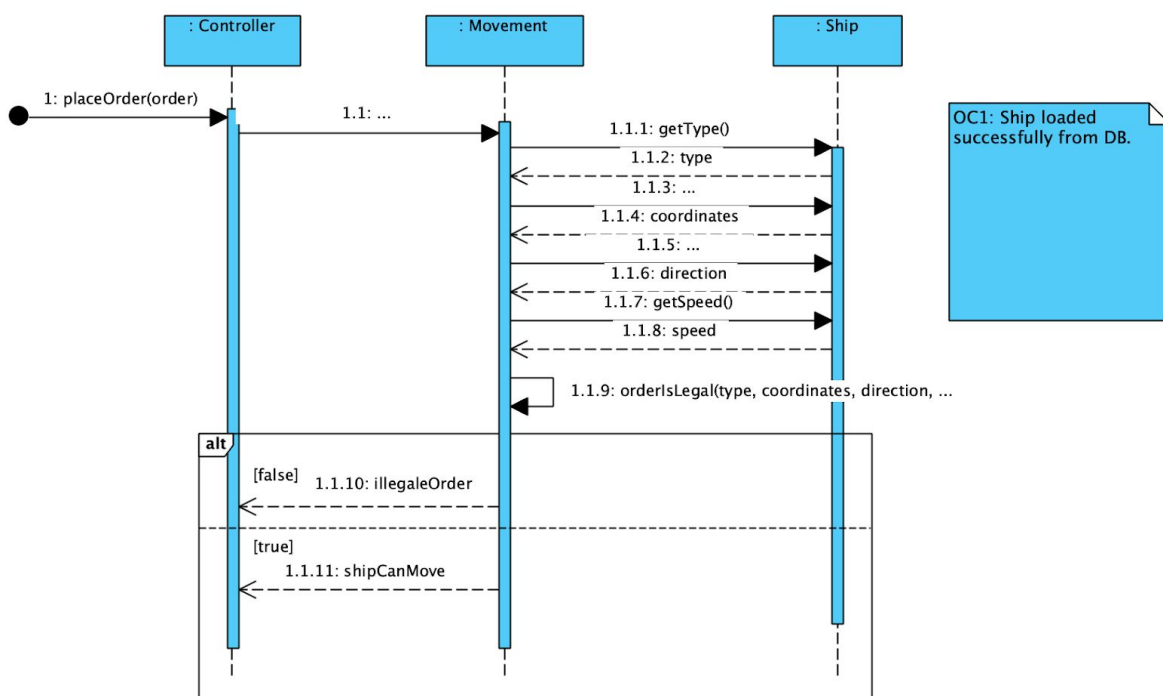 : Controller
: Movement
: Ship
1: placeOrder(order)
1.1: ...
1.1.1: getType()
OC1: Ship loaded
successfully from DB.
1.1.2: type
1.1.3: ...
1.1.4: coordinates
1.1.5: ...
1.1.6: direction
1.1.7: getSpeed()
1.1.8: speed
1.1.9: orderIsLegal(type, coordinates, direction, ...
alt
[false]
1.1.10: illegaleOrder
[true]
1.1.11: shipCanMove